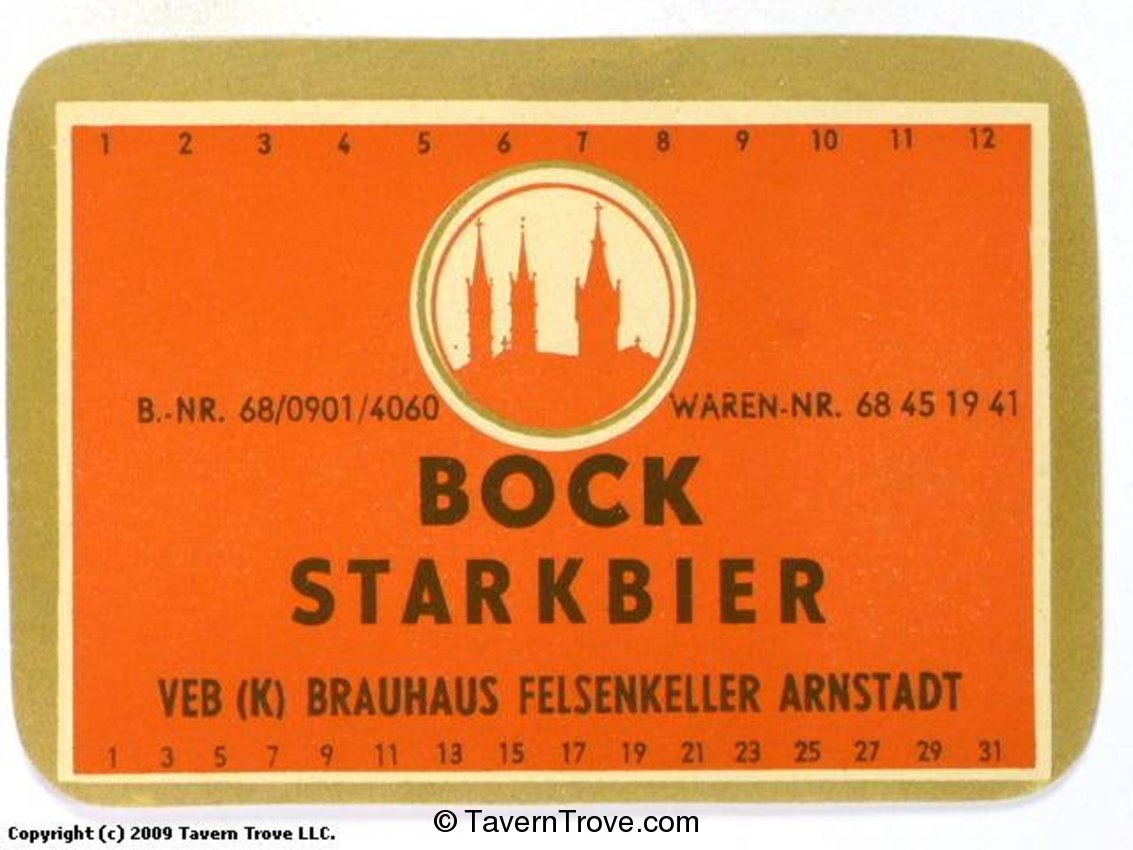 1 2 3 4 5 6 7 8 9 10 11 12
B.-NR. 68/0901/4060 WAREN-NR. 68 45 19 41
BOCK
STARKBIER
VEB (K) BRAUHAUS FELSENKELLER ARNSTADT
1 3 5 7 9 11 13 15 17 19 21 23 25 27 29 31
Copyright (c) 2009 Tavern Trove LLC.
© TavernTrove.com